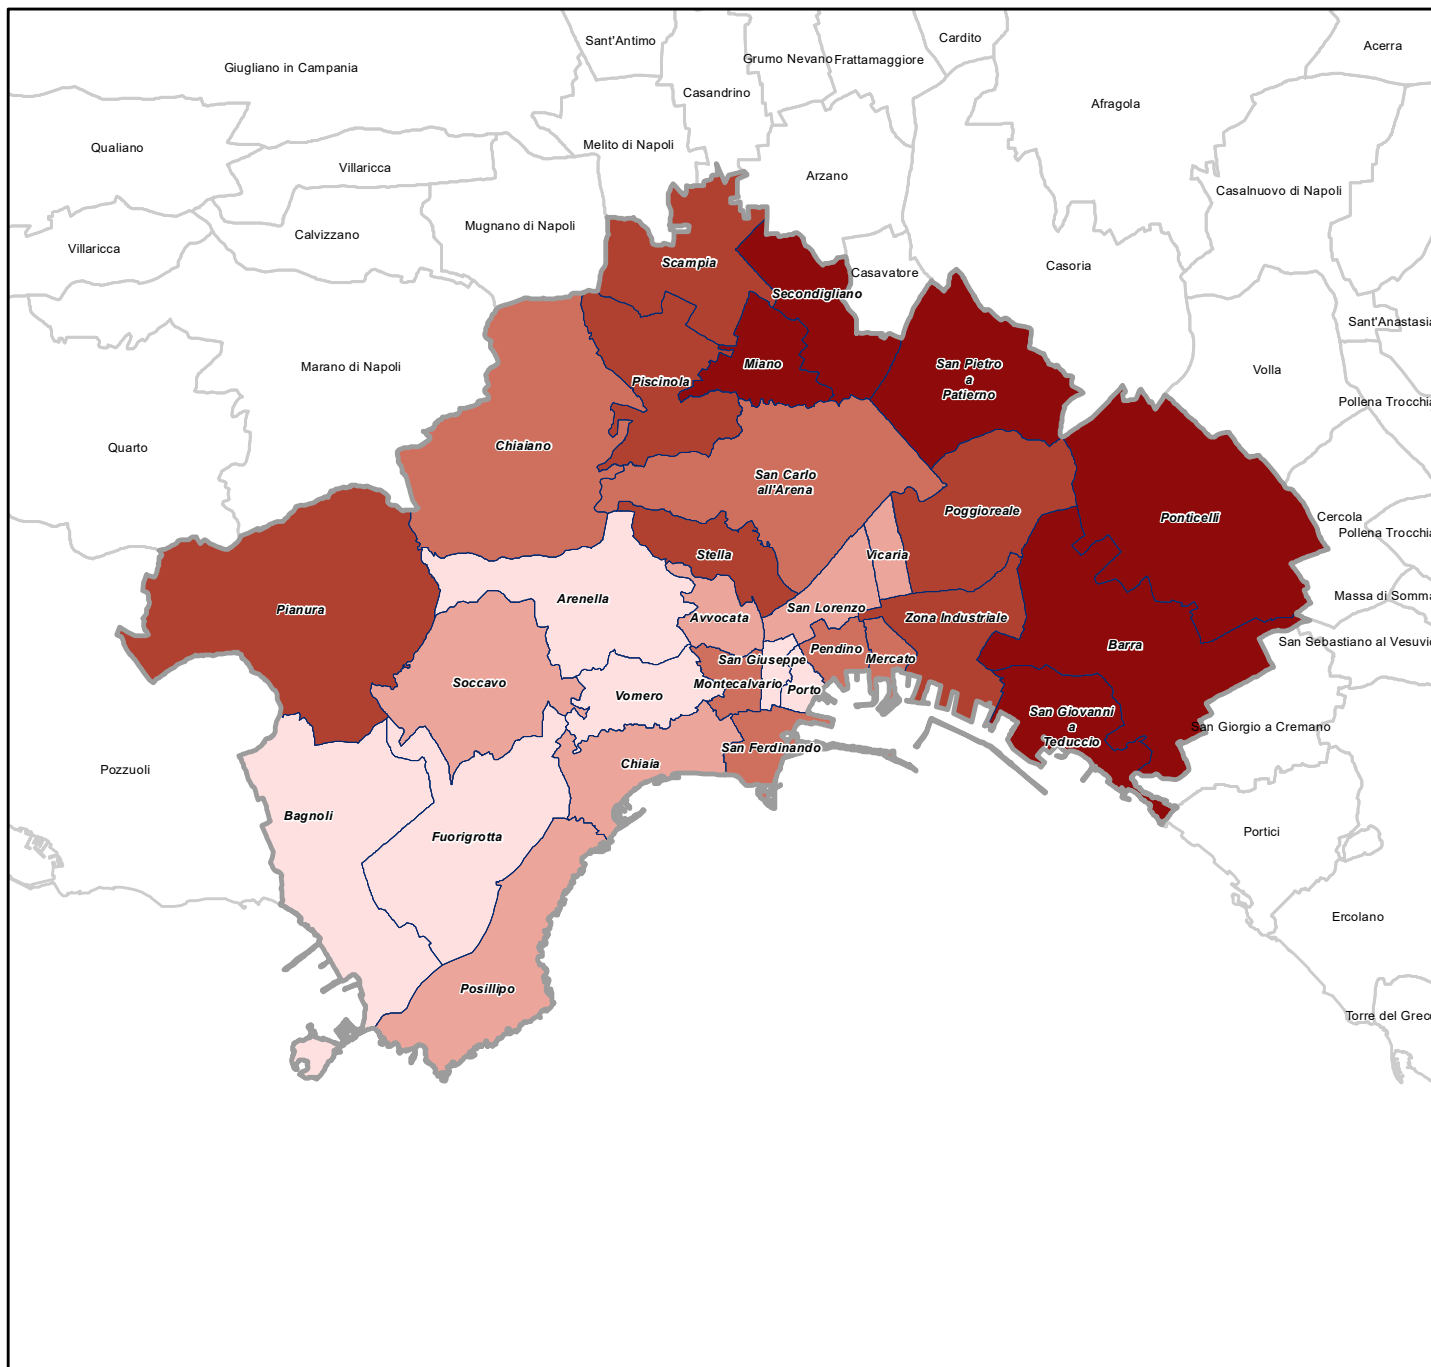 Sant'Antimo
Cardito
Acerra
Giugliano in Campania
Grumo Nevano
Frattamaggiore
Casandrino
Afragola
Qualiano
Melito di Napoli
Villaricca
Arzano
Casalnuovo di Napoli
Mugnano di Napoli
Calvizzano
Villaricca
Scampia
Casavatore
Casoria
Secondigliano
Sant'Anastasia
Marano di Napoli
Miano
San Pietro
a
Patierno
Volla
Piscinola
Pollena Trocchia
Quarto
Chiaiano
San Carlo
all'Arena
Poggioreale
Ponticelli
Cercola
Pollena Trocchia
Stella
Vicaria
Massa di Somma
Arenella
Pianura
San Lorenzo
Avvocata
Zona Industriale
San Sebastiano al Vesuvio
Barra
Pendino
Mercato
San Giuseppe
Soccavo
Montecalvario
Porto
Vomero
San Giovanni
a
Teduccio
San Giorgio a Cremano
San Ferdinando
Chiaia
Pozzuoli
Bagnoli
Fuorigrotta
Portici
Ercolano
Posillipo
Torre del Greco